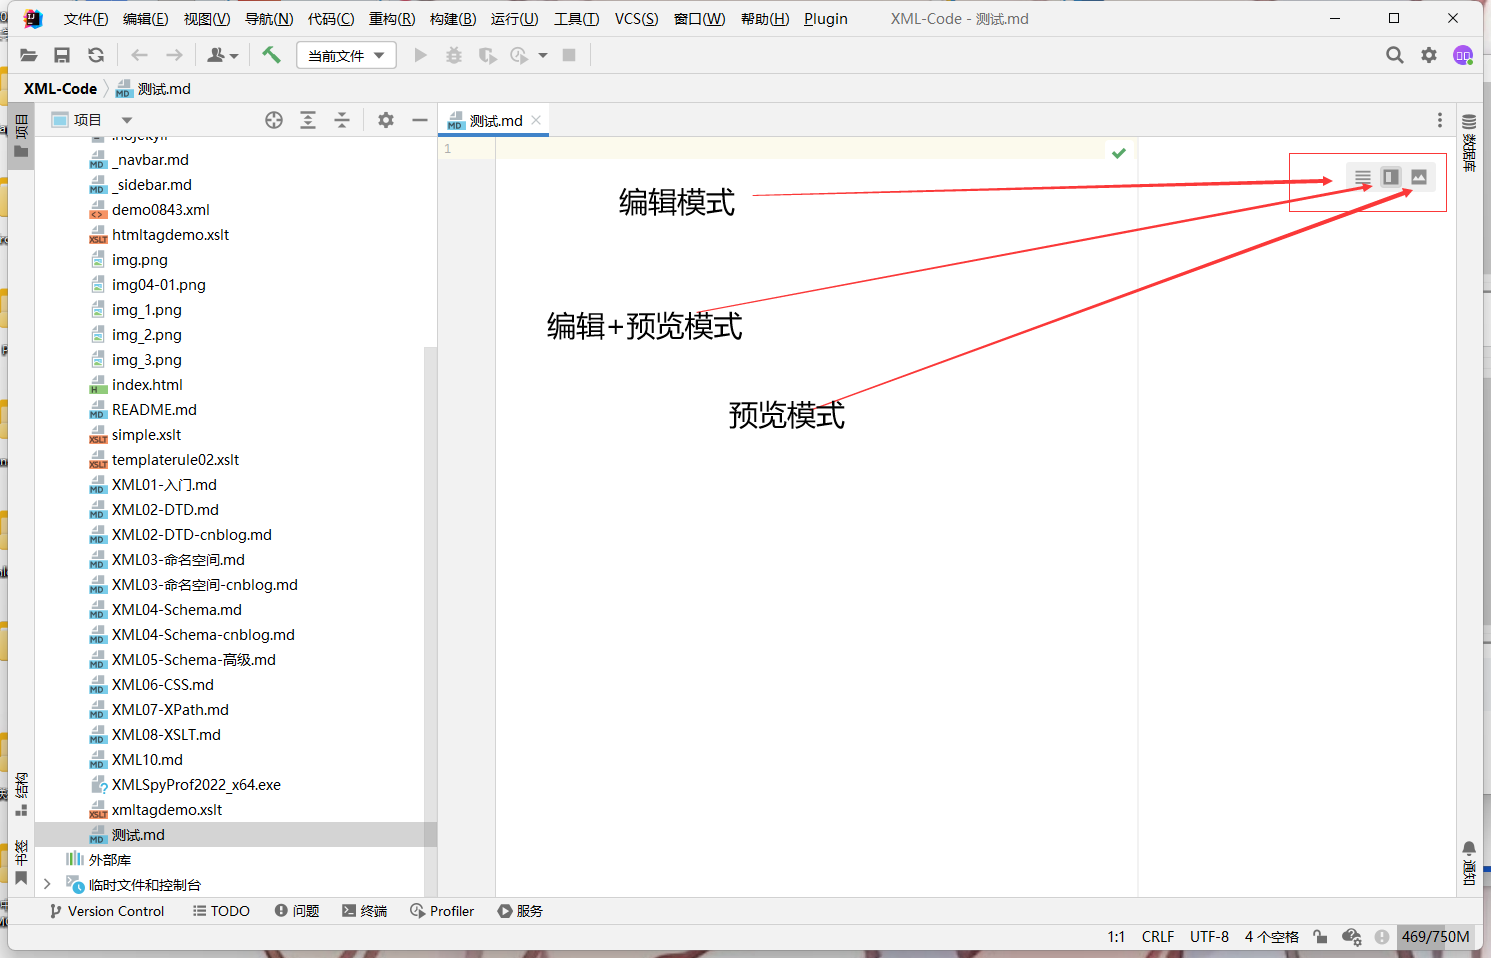 文件(F) 编辑(E) 视图(V) 导航(N) 代码(C) 重构(R) 构建(B) 运行(U) 工具(T) VCS(S) 窗口(W) 帮助(H) Plugin XML-Code - 测试.md
当前文件
XML-Code 测试.md
项目
项目
测试.md
1
_navbar.md
_sidebar.md
demo0843.xml
htmltagdemo.xslt
img.png
img04-01.png
img_1.png
img_2.png
img_3.png
index.html
README.md
simple.xslt
templaterule02.xslt
XML01-入门.md
XML02-DTD.md
XML02-DTD-cnblog.md
XML03-命名空间.md
XML03-命名空间-cnblog.md
XML04-Schema.md
XML04-Schema-cnblog.md
XML05-Schema-高级.md
XML06-CSS.md
XML07-XPath.md
XML08-XSLT.md
XML10.md
XMLSpyProf2022_x64.exe
xmltagdemo.xslt
测试.md
外部库
临时文件和控制台
结构
书签
编辑模式
编辑+预览模式
预览模式
数据库
通知
Version Control TODO 问题 终端 Profiler 服务
1:1 CRLF UTF-8 4 个空格 469/750M